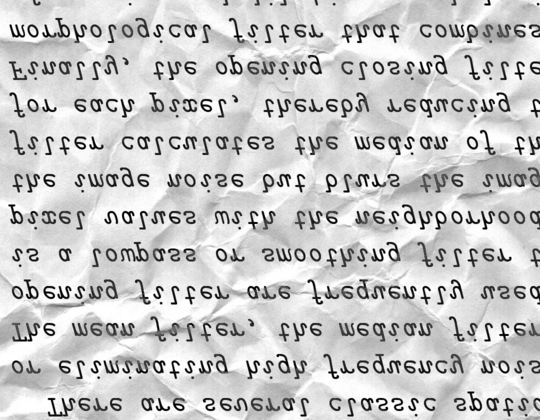 There are several classic spati
or eliminating high frequency nois
The mean filter, the median filter
opening filter are frequently used
is a lowpass or smoothing filter t
pixel values with the neighborhood
the image noise but blurs the imag
filter calculates the median of th
for each pixel, thereby reducing t
Finally, the opening closing filte
morphological filter that combines